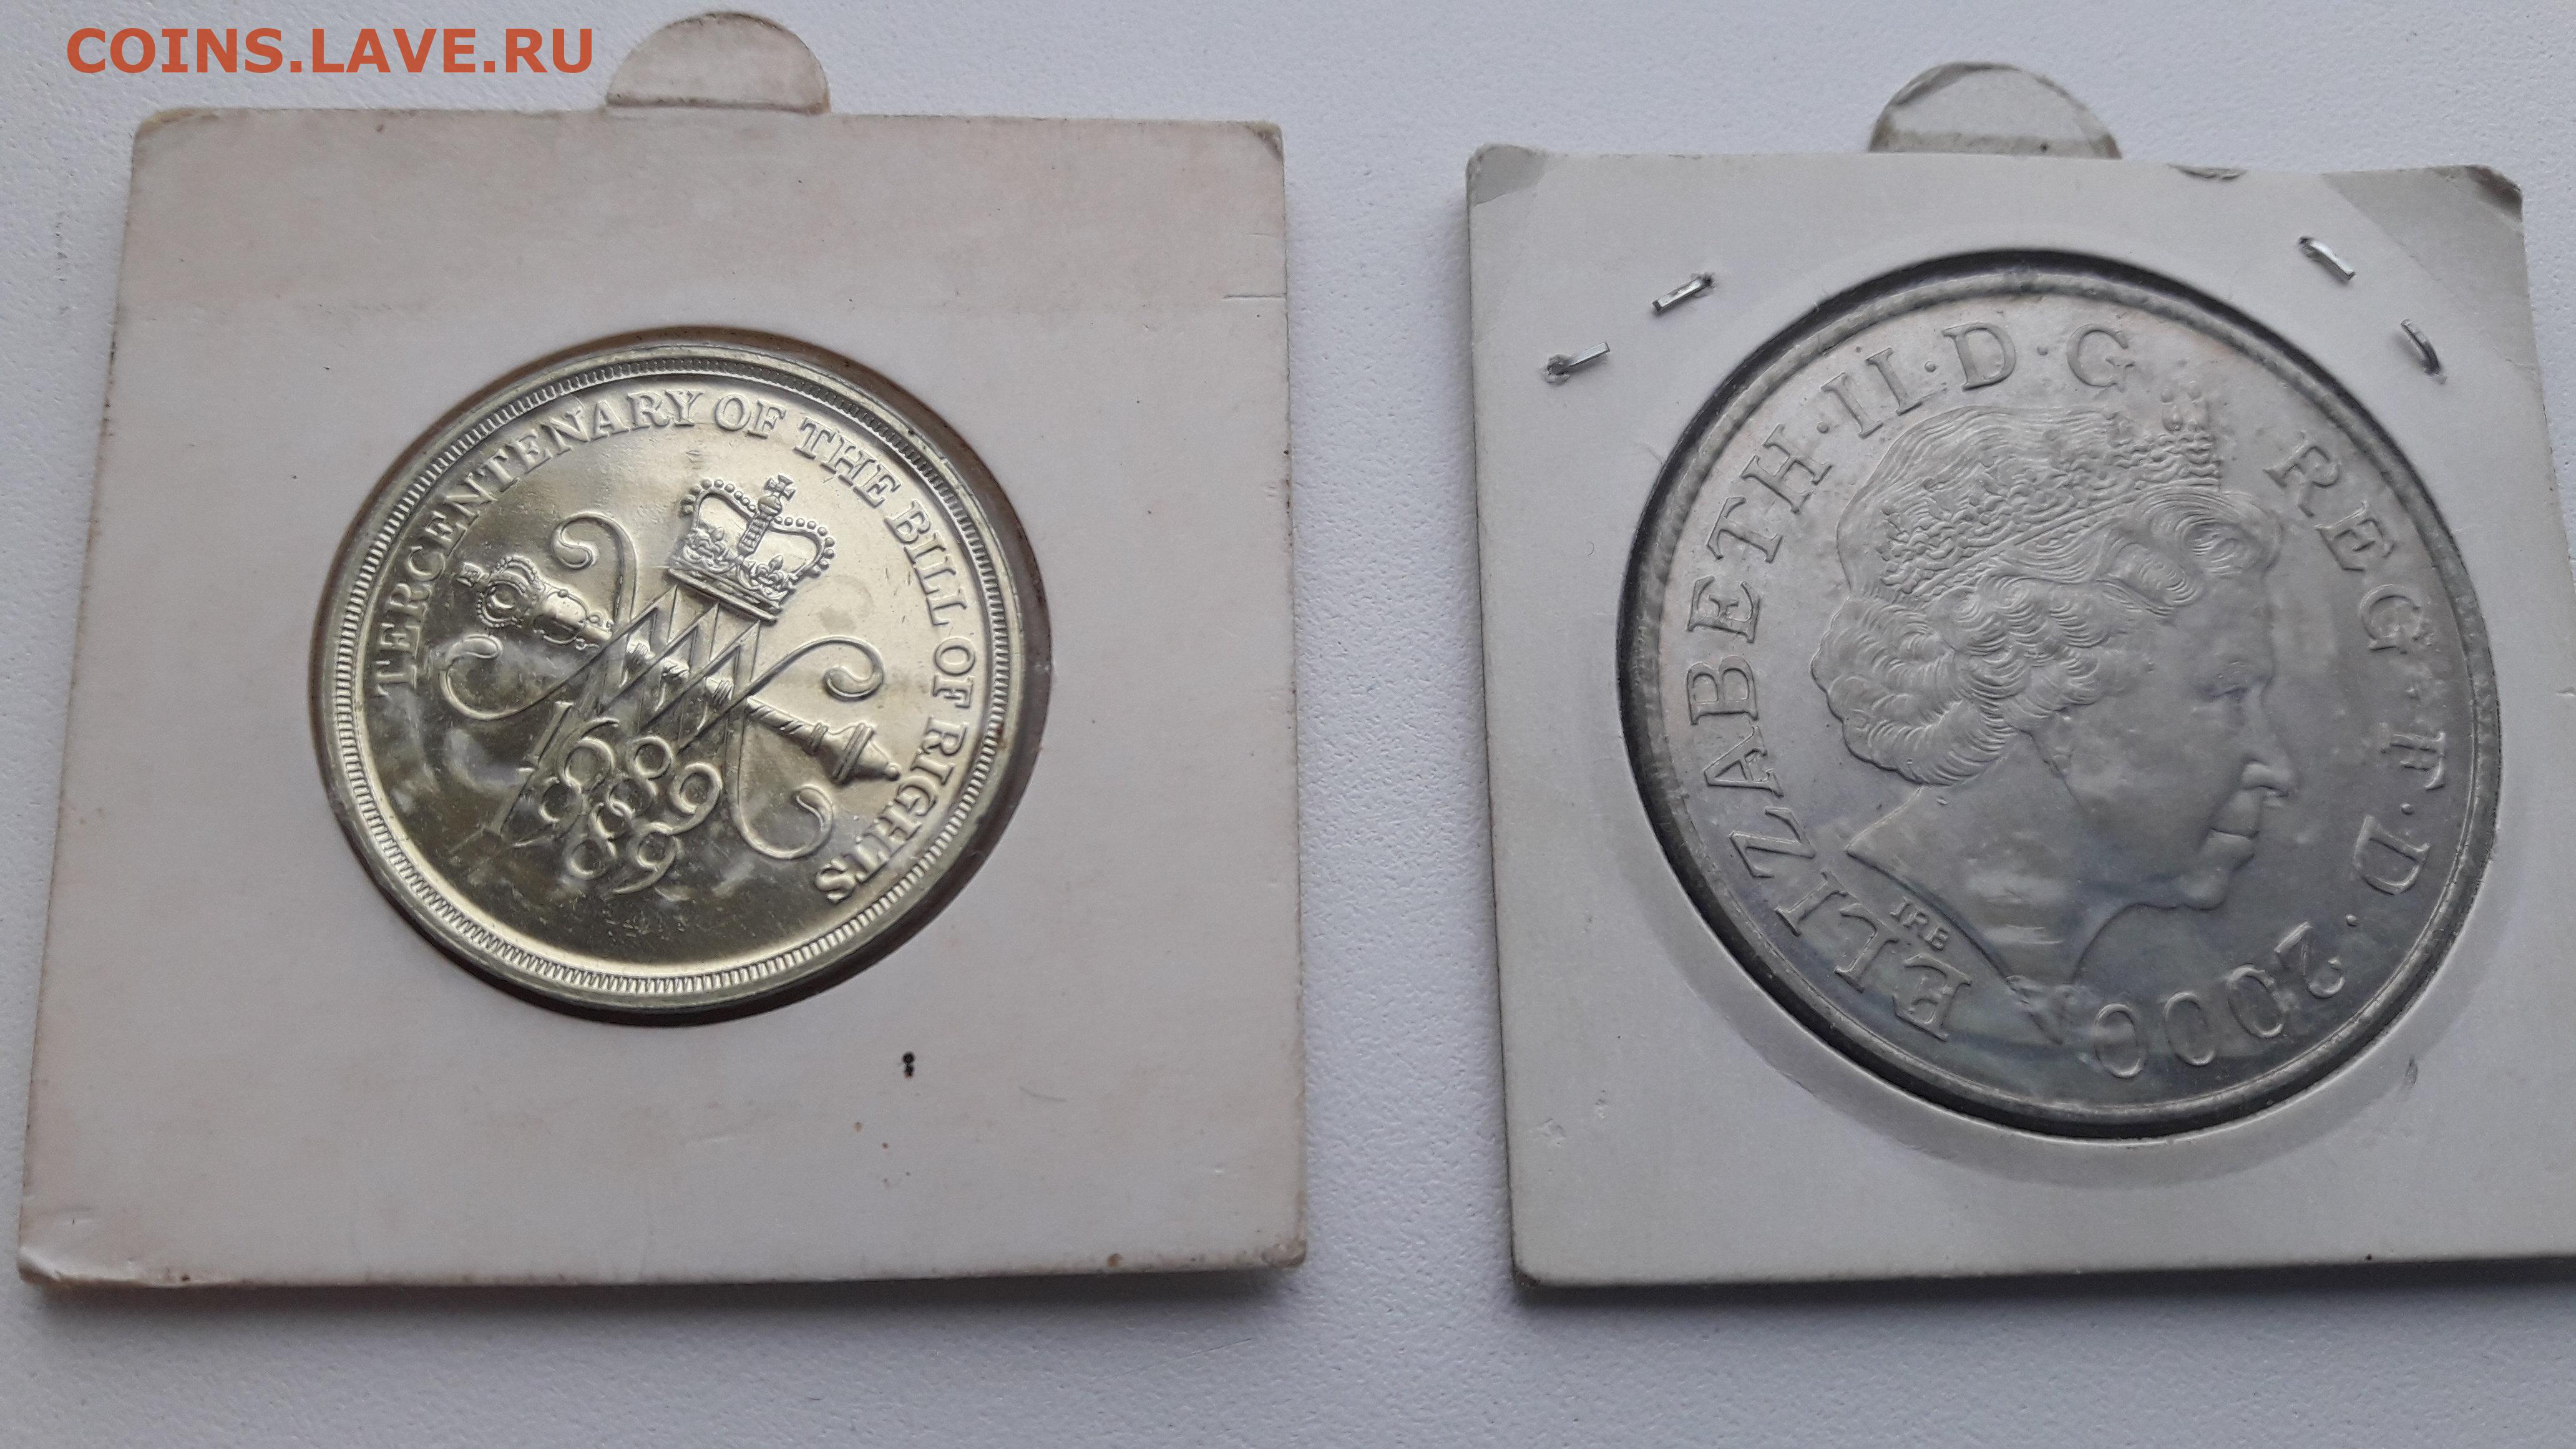 COINS.LAVE.RU
TERCENTENARY OF THE BILL OF RIGHTS
1689
1989
ELIZABETH·II·D·G REG·F·D·2000
IRB